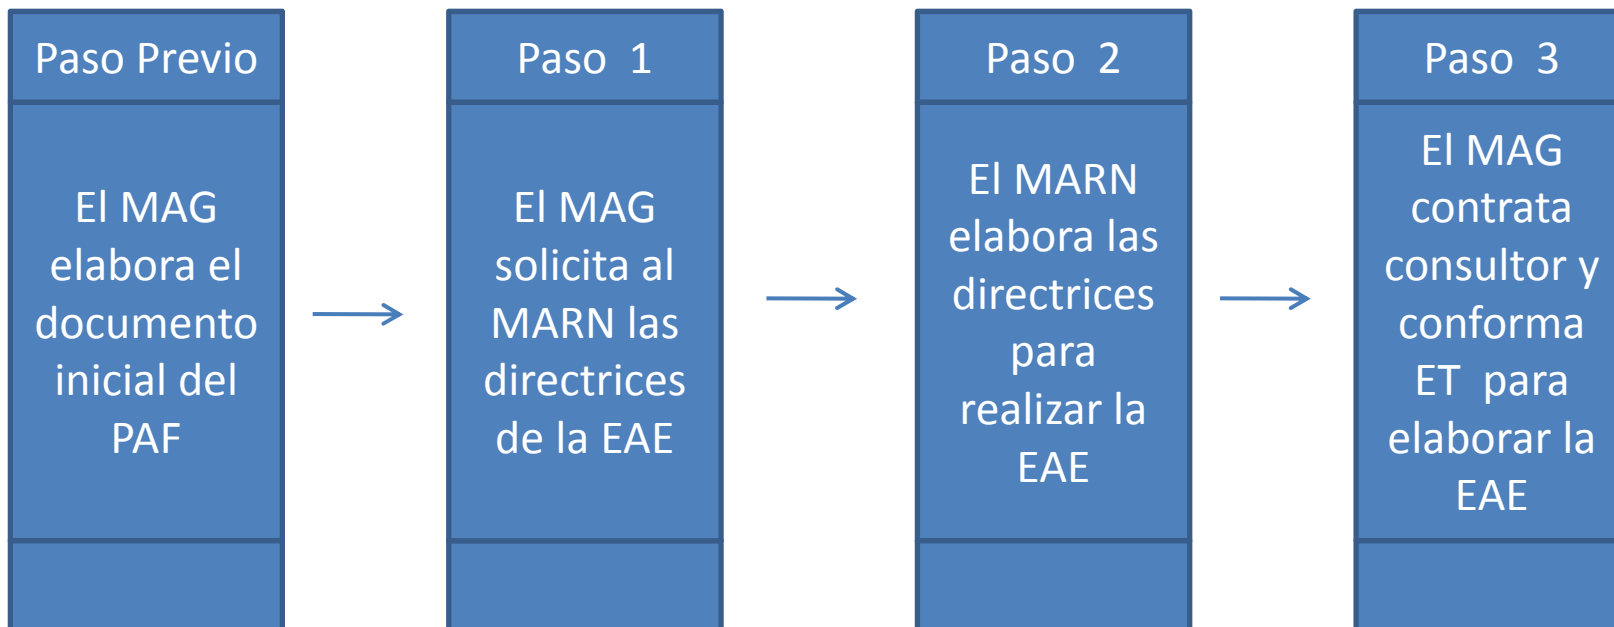 Paso Previo
El MAG
elabora el
documento
inicial del
PAF
Paso 1
El MAG
solicita al
MARN las
directrices
de la EAE
Paso 2
El MARN
elabora las
directrices
para
realizar la
EAE
Paso 3
El MAG
contrata
consultor y
conforma
ET para
elaborar la
EAE